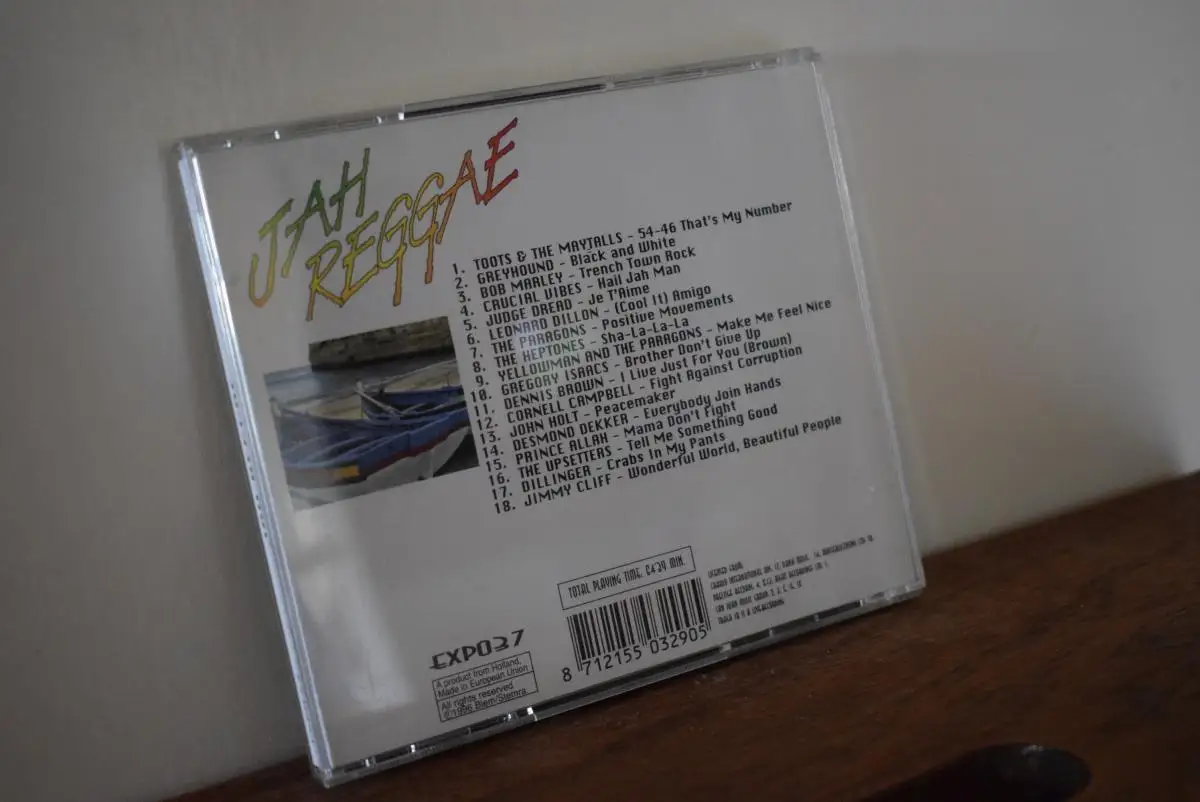 JAH
REGGAE
1. TOOTS & THE MAYTALLS - 54-46 That's My Number
2. GREYHOUND - Black and White
3. BOB MARLEY - Trench Town Rock
4. CRUCIAL VIBES - Hail Jah Man
5. JUDGE DREAD - Je T'Aime
6. LEONARD DILLON - (Cool It) Amigo
7. THE PARAGONS - Positive Movements
8. THE HEPTONES - Sha-La-La-La
9. YELLOWMAN AND THE PARAGONS - Make Me Feel Nice
10. GREGORY ISAACS - Brother Don't Give Up
11. DENNIS BROWN - I Live Just For You (Brown)
12. CORNELL CAMPBELL - Fight Against Corruption
13. JOHN HOLT - Peacemaker
14. DESMOND DEKKER - Everybody Join Hands
15. PRINCE ALLAH - Mama Don't Fight
16. THE UPSETTERS - Tell Me Something Good
17. DILLINGER - Crabs In My Pants
18. JIMMY CLIFF - Wonderful World, Beautiful People
TOTAL PLAYING TIME: 64'39 MIN.
8 712155 032905
EXP037
A product from Holland,
Made in European Union
All rights reserved
©1996 Biem/Stemra